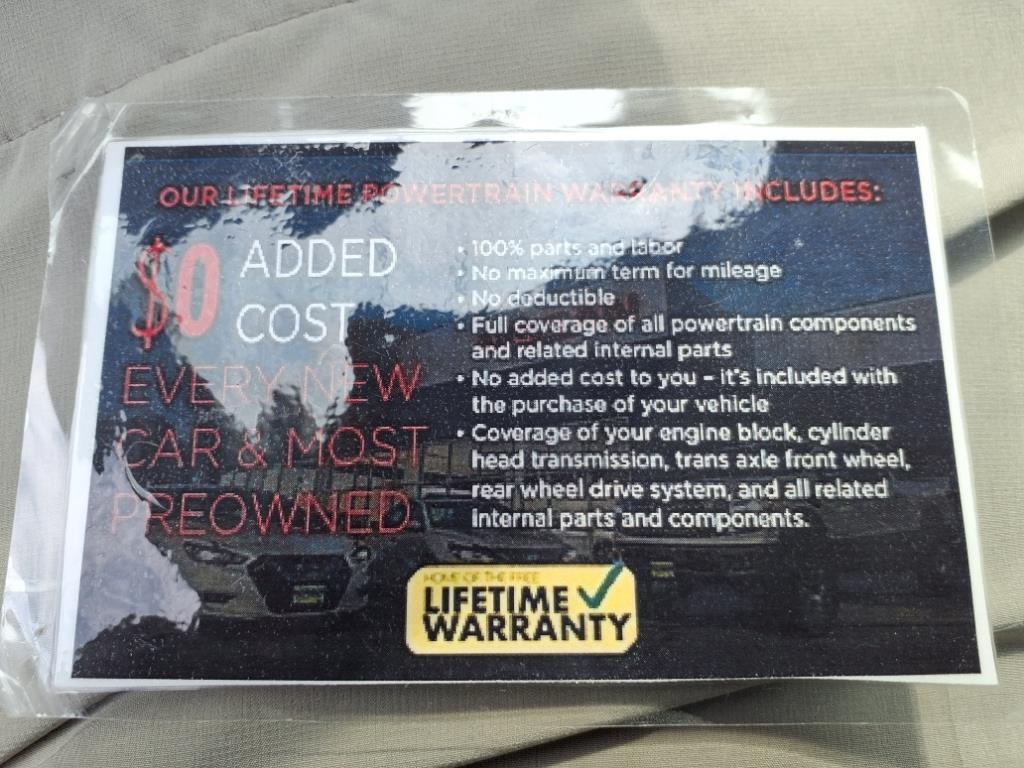 OUR LIFETIME POWERTRAIN WARRANTY INCLUDES:
$0 ADDED
COST
EVERY NEW
CAR & MOST
PREOWNED
• 100% parts and labor
• No maximum term for mileage
• No deductible
• Full coverage of all powertrain components
and related internal parts
• No added cost to you – it's included with
the purchase of your vehicle
• Coverage of your engine block, cylinder
head transmission, trans axle front wheel,
rear wheel drive system, and all related
internal parts and components.
HOME OF THE FREE
LIFETIME
WARRANTY